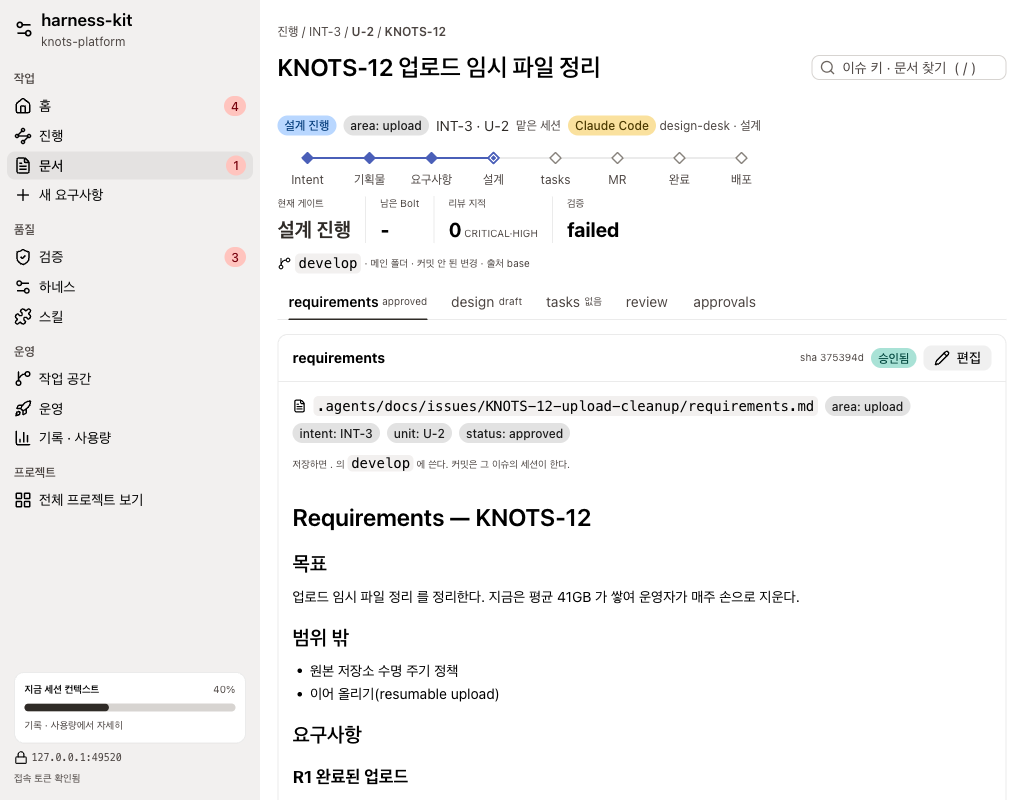 harness-kit
knots-platform
작업
홈 4
진행
문서 1
새 요구사항
품질
검증 3
하네스
스킬
운영
작업 공간
운영
기록 · 사용량
프로젝트
전체 프로젝트 보기
지금 세션 컨텍스트 40%
기록 · 사용량에서 자세히
127.0.0.1:49520
접속 토큰 확인됨
진행 / INT-3 / U-2 / KNOTS-12
KNOTS-12 업로드 임시 파일 정리
이슈 키 · 문서 찾기 ( / )
설계 진행 area: upload INT-3 · U-2 맡은 세션 Claude Code design-desk · 설계
Intent 기획물 요구사항 설계 tasks MR 완료 배포
현재 게이트 남은 Bolt 리뷰 지적 검증
설계 진행 - 0 CRITICAL·HIGH failed
develop · 메인 폴더 · 커밋 안 된 변경 · 출처 base
requirements approved design draft tasks 없음 review approvals
requirements sha 375394d 승인됨 편집
.agents/docs/issues/KNOTS-12-upload-cleanup/requirements.md area: upload
intent: INT-3 unit: U-2 status: approved
저장하면 . 의 develop 에 쓴다. 커밋은 그 이슈의 세션이 한다.
Requirements — KNOTS-12
목표
업로드 임시 파일 정리 를 정리한다. 지금은 평균 41GB 가 쌓여 운영자가 매주 손으로 지운다.
범위 밖
• 원본 저장소 수명 주기 정책
• 이어 올리기(resumable upload)
요구사항
R1 완료된 업로드